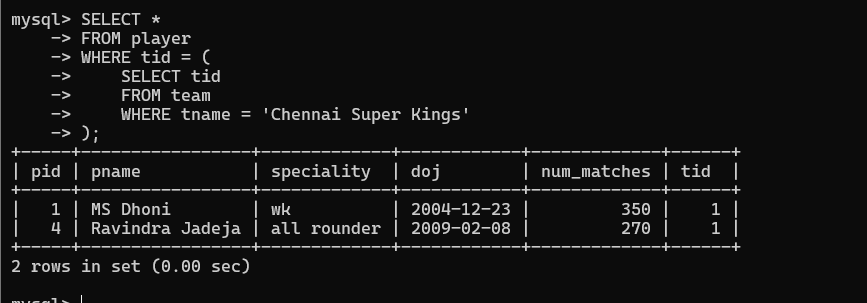 mysql> SELECT *
    -> FROM player
    -> WHERE tid = (
    ->     SELECT tid
    ->     FROM team
    ->     WHERE tname = 'Chennai Super Kings'
    -> );
+-----+-----------------+-------------+------------+-------------+------+
| pid | pname           | speciality  | doj        | num_matches | tid  |
+-----+-----------------+-------------+------------+-------------+------+
|   1 | MS Dhoni        | wk          | 2004-12-23 |         350 |    1 |
|   4 | Ravindra Jadeja | all rounder | 2009-02-08 |         270 |    1 |
+-----+-----------------+-------------+------------+-------------+------+
2 rows in set (0.00 sec)

mysql>